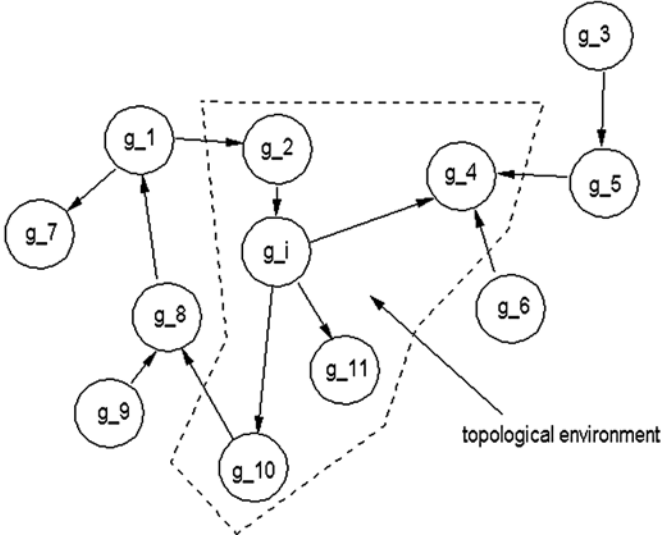 g_3
g_1
g_2
g_4
g_5
g_7
g_i
g_8
g_6
g_11
g_9
topological environment
g_10